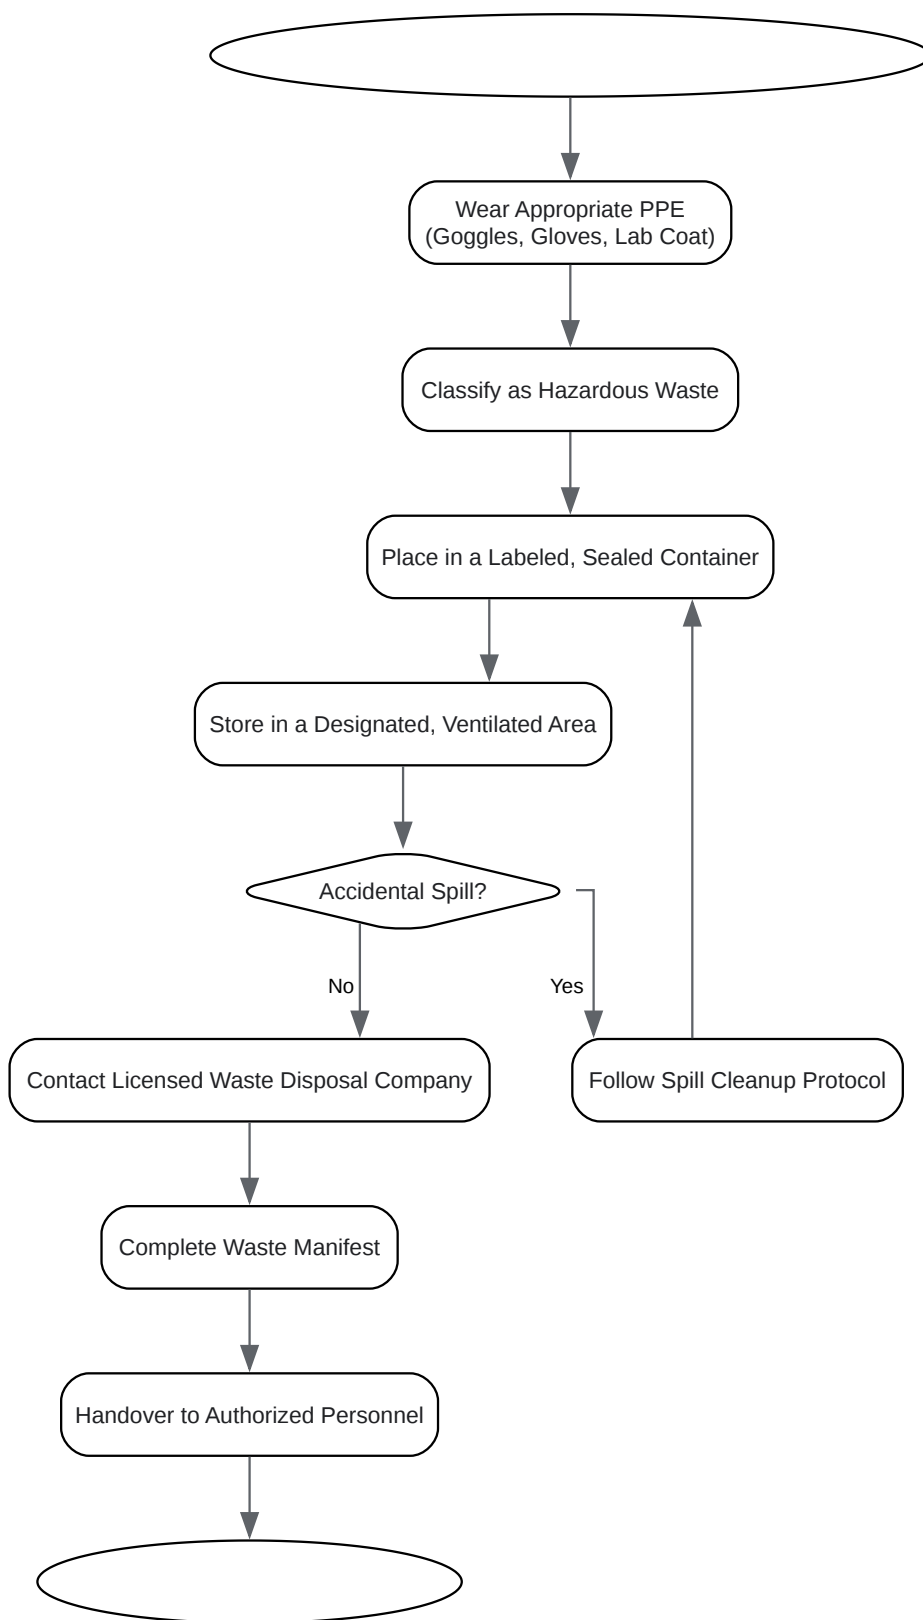 Wear Appropriate PPE
(Goggles, Gloves, Lab Coat)
Classify as Hazardous Waste
Place in a Labeled, Sealed Container
Store in a Designated, Ventilated Area
Accidental Spill?
No
Yes
Contact Licensed Waste Disposal Company
Follow Spill Cleanup Protocol
Complete Waste Manifest
Handover to Authorized Personnel